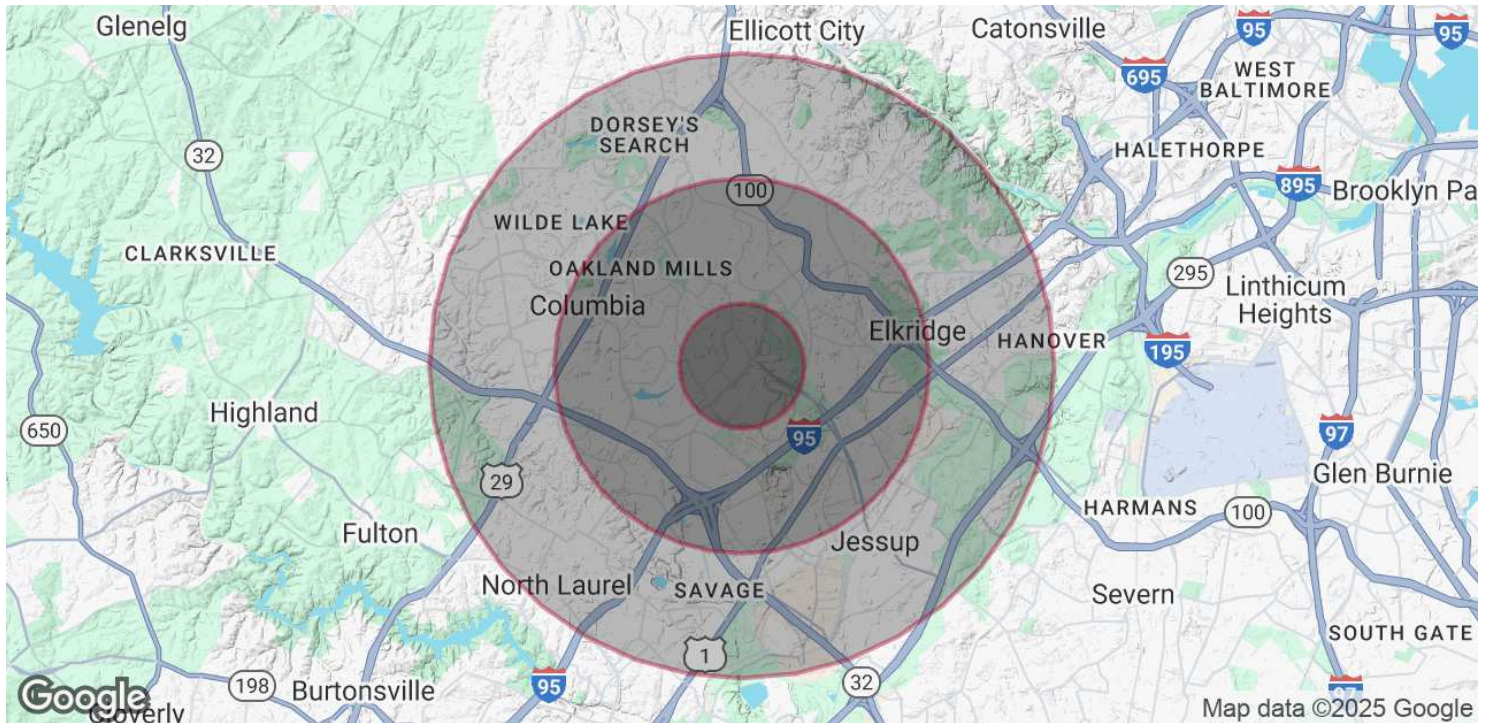 Glenelg
Ellicott City
Catonsville
95
95
695
WEST
BALTIMORE
DORSEY'S
SEARCH
32
HALETHORPE
100
895
Brooklyn Pa
WILDE LAKE
CLARKSVILLE
OAKLAND MILLS
295
Columbia
Linthicum
Heights
Elkridge
HANOVER
195
Highland
650
95
97
Glen Burnie
29
HARMANS
100
Fulton
Jessup
North Laurel
SAVAGE
Severn
SOUTH GATE
1
198
Burtonsville
95
32
97
Google
Cloverly
Map data ©2025 Google